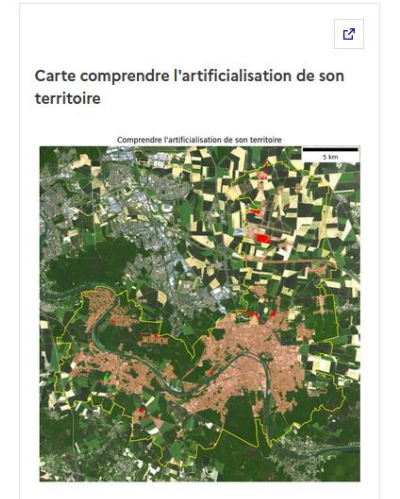 Carte comprendre l'artificialisation de son
territoire
Comprendre l'artificialisation de son territoire
5 km